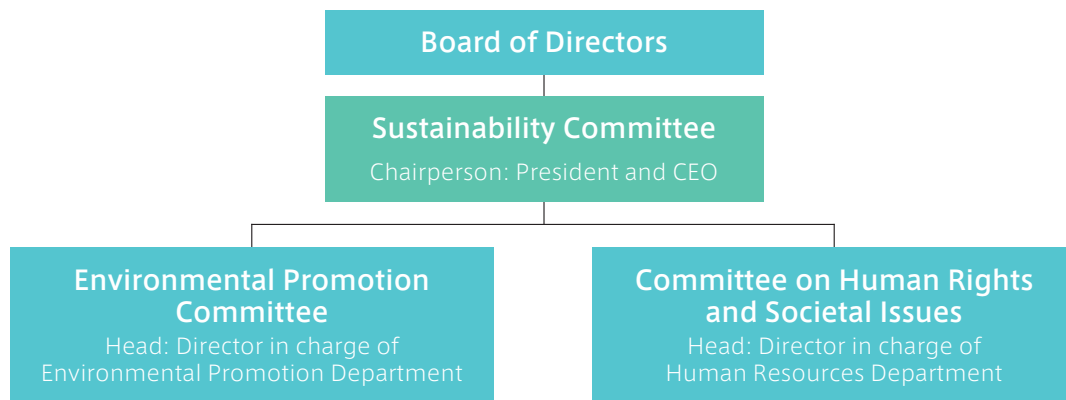 Board of Directors
Sustainability Committee
Chairperson: President and CEO
Environmental Promotion
Committee
Head: Director in charge of
Environmental Promotion Department
Committee on Human Rights
and Societal Issues
Head: Director in charge of
Human Resources Department